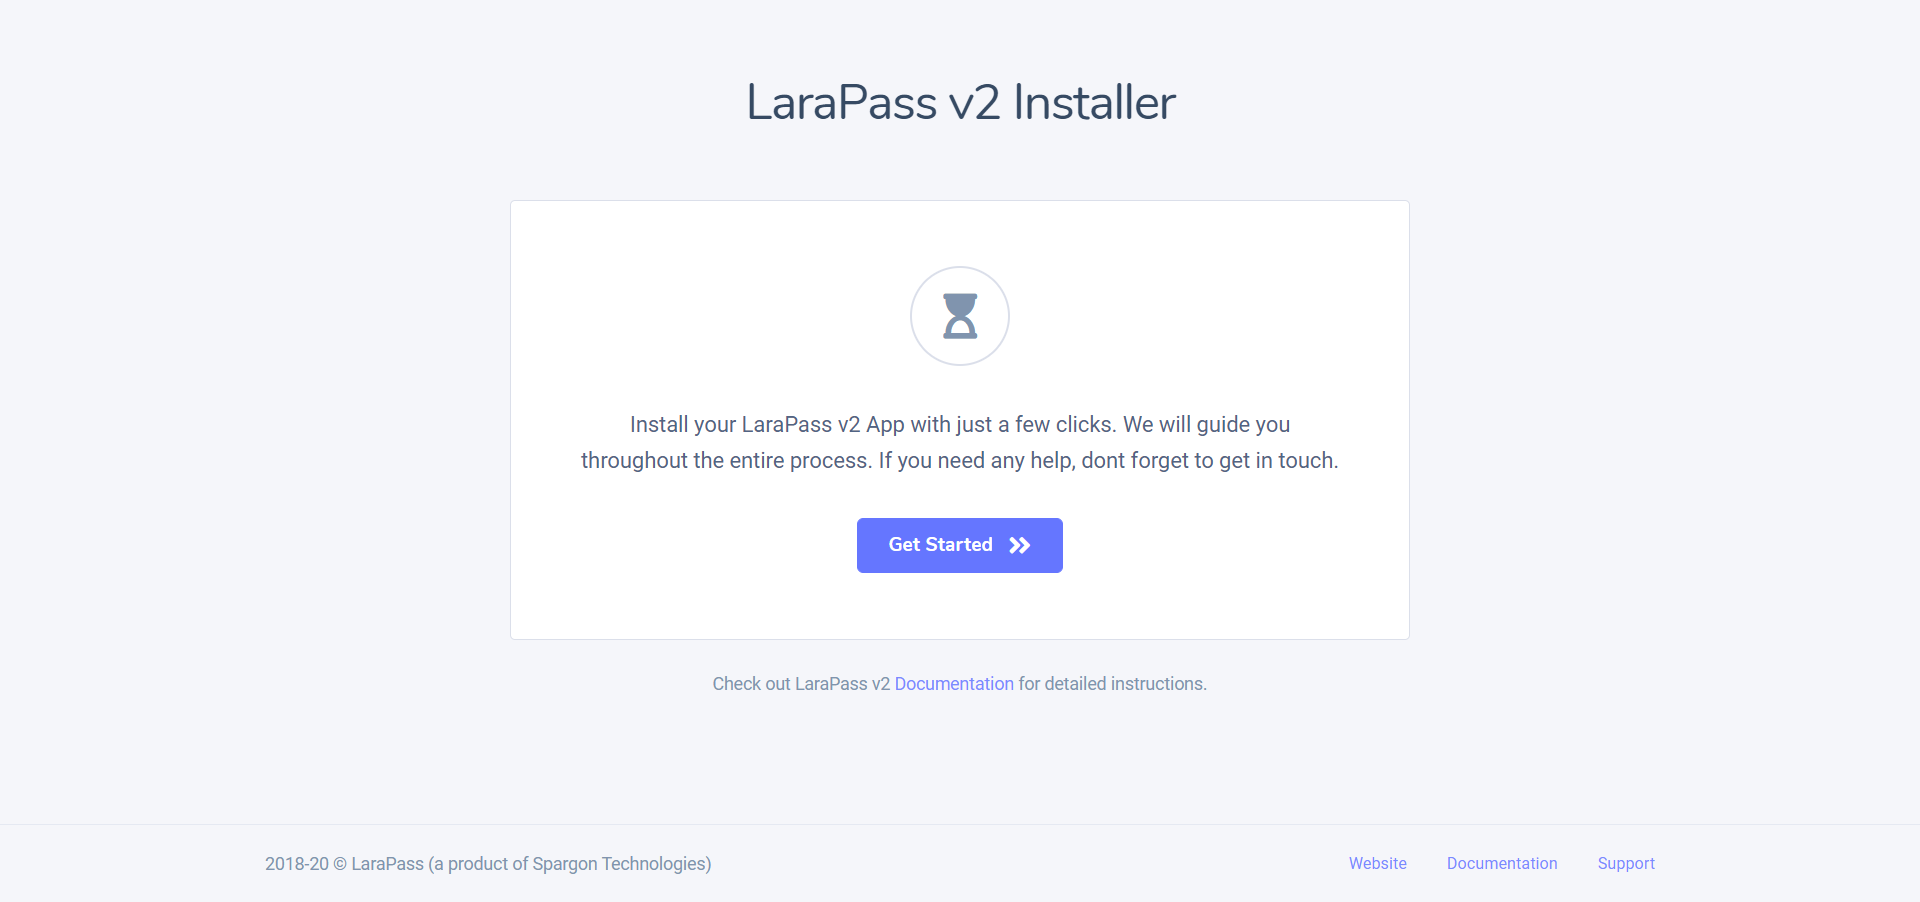 LaraPass v2 Installer
Install your LaraPass v2 App with just a few clicks. We will guide you
throughout the entire process. If you need any help, dont forget to get in touch.
Get Started
Check out LaraPass v2 Documentation for detailed instructions.
2018-20 © LaraPass (a product of Spargon Technologies)
Website Documentation Support